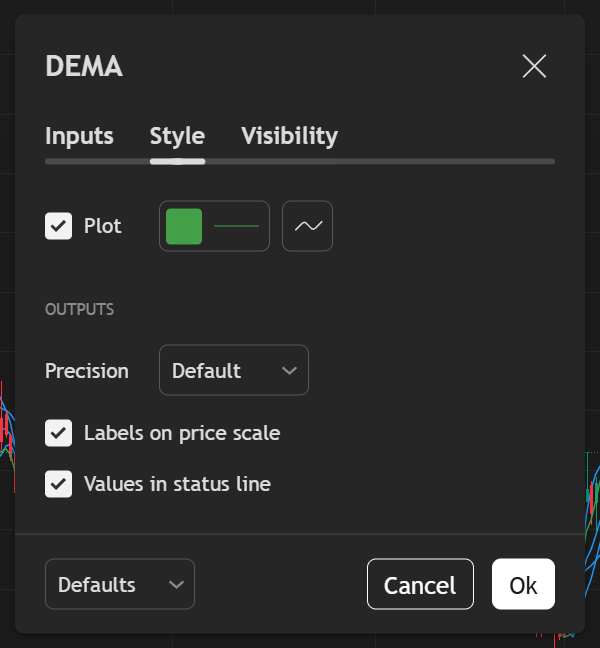 DEMA
Inputs Style Visibility
Plot
OUTPUTS
Precision Default
Labels on price scale
Values in status line
Defaults Cancel Ok